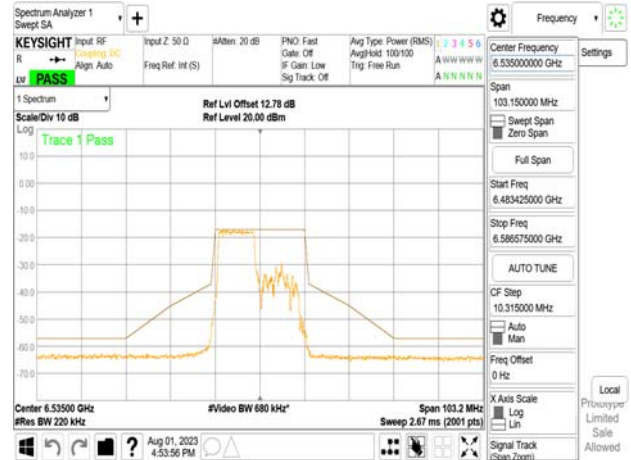 Spectrum Analyzer 1
Swept SA
+
Frequency
KEYSIGHT
Input: RF
Coupling: DC
Align: Auto
Input Z: 50 Ω
Freq Ref: Int (S)
#Atten: 20 dB
PNO: Fast
Gate: Off
IF Gain: Low
Sig Track: Off
Avg Type: Power (RMS)
Avg|Hold: 100/100
Trig: Free Run
1 2 3 4 5 6
A W W W W W
A N N N N N
R
LVI
PASS
1 Spectrum
Scale/Div 10 dB
Ref Lvl Offset 12.78 dB
Ref Level 20.00 dBm
Log
Trace 1 Pass
10.0
0.00
-10.0
-20.0
-30.0
-40.0
-50.0
-60.0
-70.0
Center 6.53500 GHz
#Res BW 220 kHz
#Video BW 680 kHz*
Span 103.2 MHz
Sweep 2.67 ms (2001 pts)
Aug 01, 2023
4:53:56 PM
?
Center Frequency
6.535000000 GHz
Settings
Span
103.150000 MHz
Swept Span
Zero Span
Full Span
Start Freq
6.483425000 GHz
Stop Freq
6.586575000 GHz
AUTO TUNE
CF Step
10.315000 MHz
Auto
Man
Freq Offset
0 Hz
X Axis Scale
Log
Lin
Signal Track
(Span Zoom)
Local
Prototype
Limited
Sale
Allowed